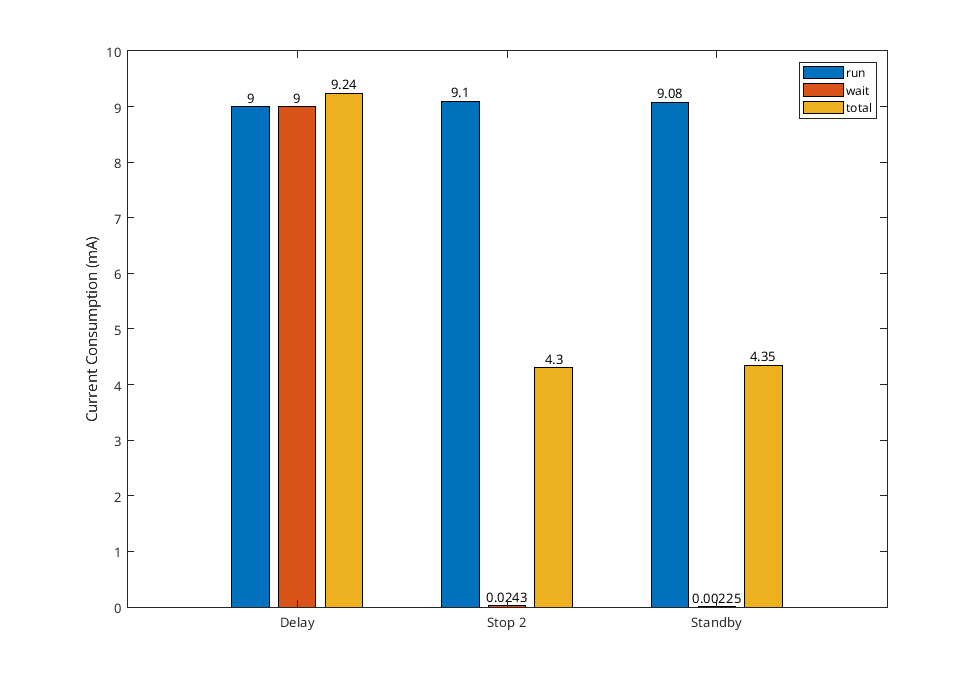 10
9
8
7
6
5
4
3
2
1
0
Current Consumption (mA)
9
9
9.24
9.1
0.0243
4.3
9.08
0.00225
4.35
Delay
Stop 2
Standby
run
wait
total